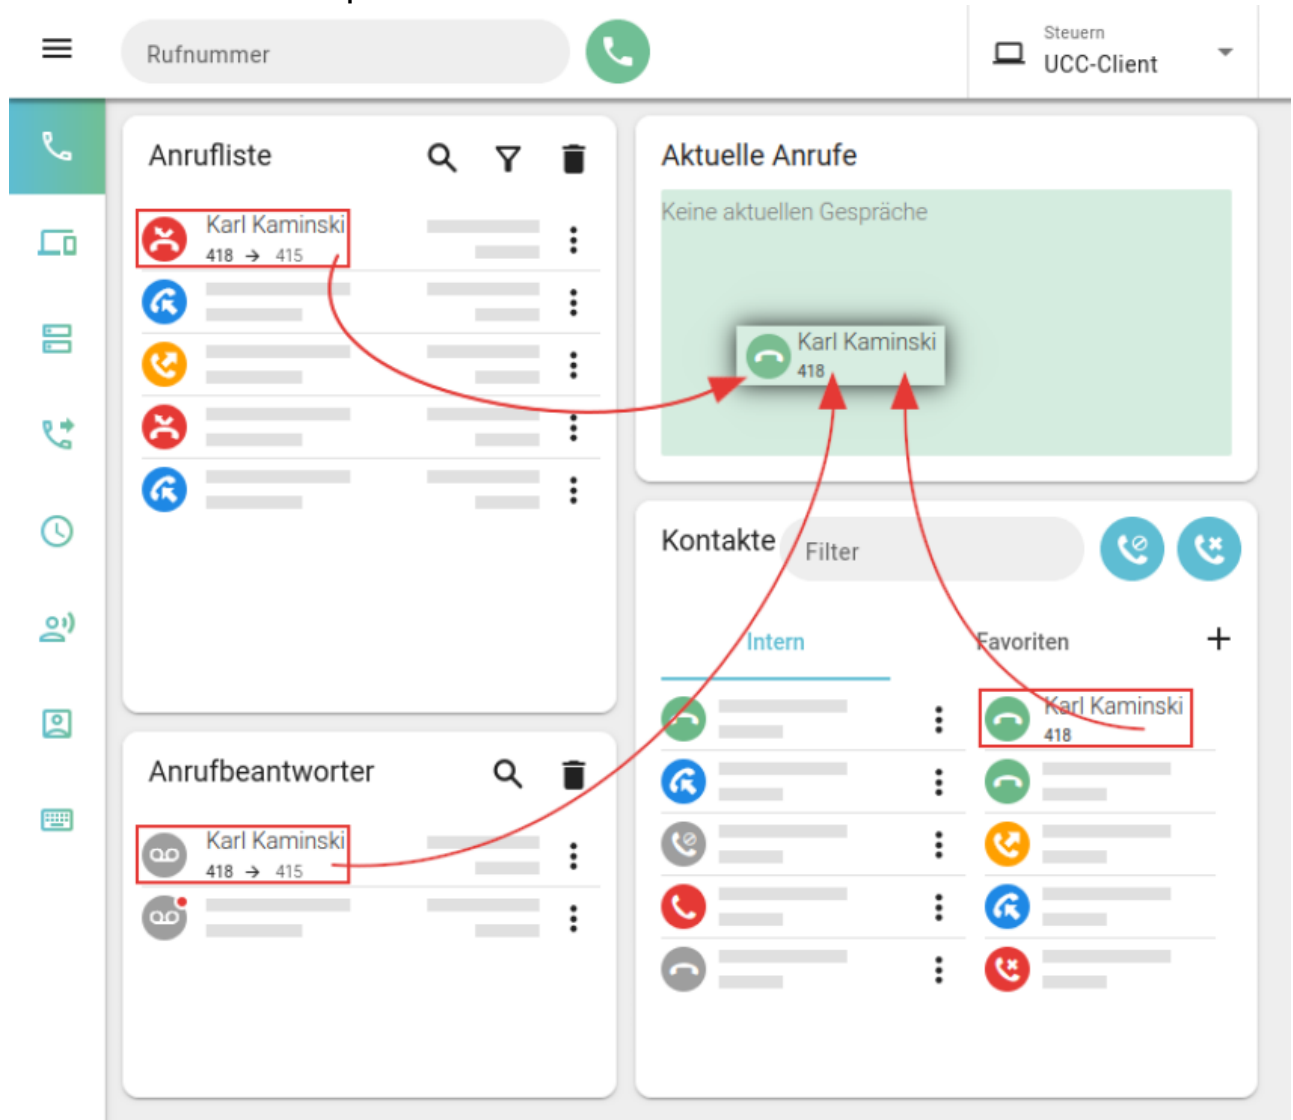 Rufnummer
Steuern
UCC-Client
Anrufliste
Karl Kaminski
418 → 415
Aktuelle Anrufe
Keine aktuellen Gespräche
Karl Kaminski
418
Kontakte
Filter
Intern
Favoriten
Karl Kaminski
418
Anrufbeantworter
Karl Kaminski
418 → 415